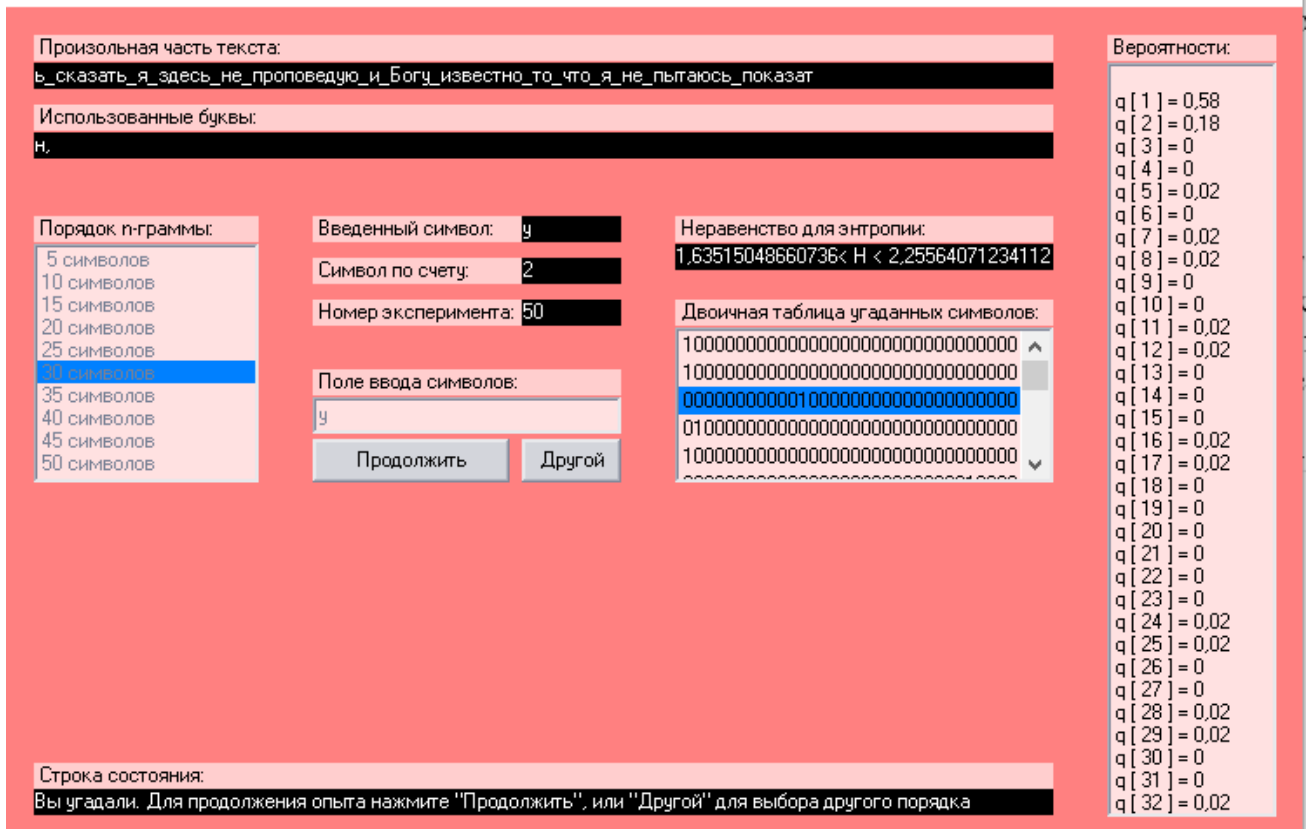 Произольная часть текста:
ь_сказать_я_здесь_не_проповедую_и_Богу_известно_то_что_я_не_пытаюсь_показат
Использованные буквы:
н,
Порядок n-граммы:
5 символов
10 символов
15 символов
20 символов
25 символов
30 символов
35 символов
40 символов
45 символов
50 символов
Введенный символ: у
Символ по счету: 2
Номер эксперимента: 50
Поле ввода символов:
у
Продолжить
Другой
Неравенство для энтропии:
1,63515048660736< H < 2,25564071234112
Двоичная таблица угаданных символов:
10000000000000000000000000000000
10000000000000000000000000000000
00000000000100000000000000000000
01000000000000000000000000000000
10000000000000000000000000000000
Вероятности:
q [ 1 ] = 0,58
q [ 2 ] = 0,18
q [ 3 ] = 0
q [ 4 ] = 0
q [ 5 ] = 0,02
q [ 6 ] = 0
q [ 7 ] = 0,02
q [ 8 ] = 0,02
q [ 9 ] = 0
q [ 10 ] = 0
q [ 11 ] = 0,02
q [ 12 ] = 0,02
q [ 13 ] = 0
q [ 14 ] = 0
q [ 15 ] = 0
q [ 16 ] = 0,02
q [ 17 ] = 0,02
q [ 18 ] = 0
q [ 19 ] = 0
q [ 20 ] = 0
q [ 21 ] = 0
q [ 22 ] = 0
q [ 23 ] = 0
q [ 24 ] = 0,02
q [ 25 ] = 0,02
q [ 26 ] = 0
q [ 27 ] = 0
q [ 28 ] = 0,02
q [ 29 ] = 0,02
q [ 30 ] = 0
q [ 31 ] = 0
q [ 32 ] = 0,02
Строка состояния:
Вы угадали. Для продолжения опыта нажмите "Продолжить", или "Другой" для выбора другого порядка